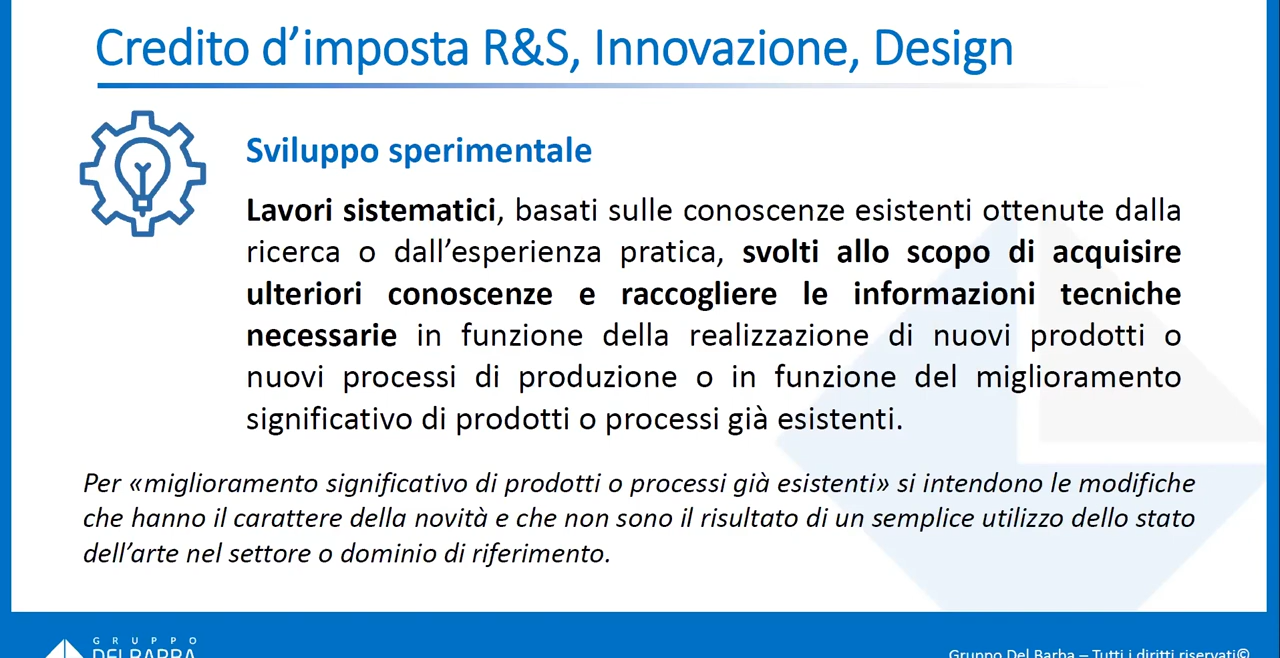 Credito d’imposta R&S, Innovazione, Design
Sviluppo sperimentale
Lavori sistematici, basati sulle conoscenze esistenti ottenute dalla
ricerca o dall’esperienza pratica, svolti allo scopo di acquisire
ulteriori conoscenze e raccogliere le informazioni tecniche
necessarie in funzione della realizzazione di nuovi prodotti o
nuovi processi di produzione o in funzione del miglioramento
significativo di prodotti o processi già esistenti.
Per «miglioramento significativo di prodotti o processi già esistenti» si intendono le modifiche
che hanno il carattere della novità e che non sono il risultato di un semplice utilizzo dello stato
dell’arte nel settore o dominio di riferimento.
GRUPPO
DELBARBA
Gruppo Del Barba – Tutti i diritti riservati©